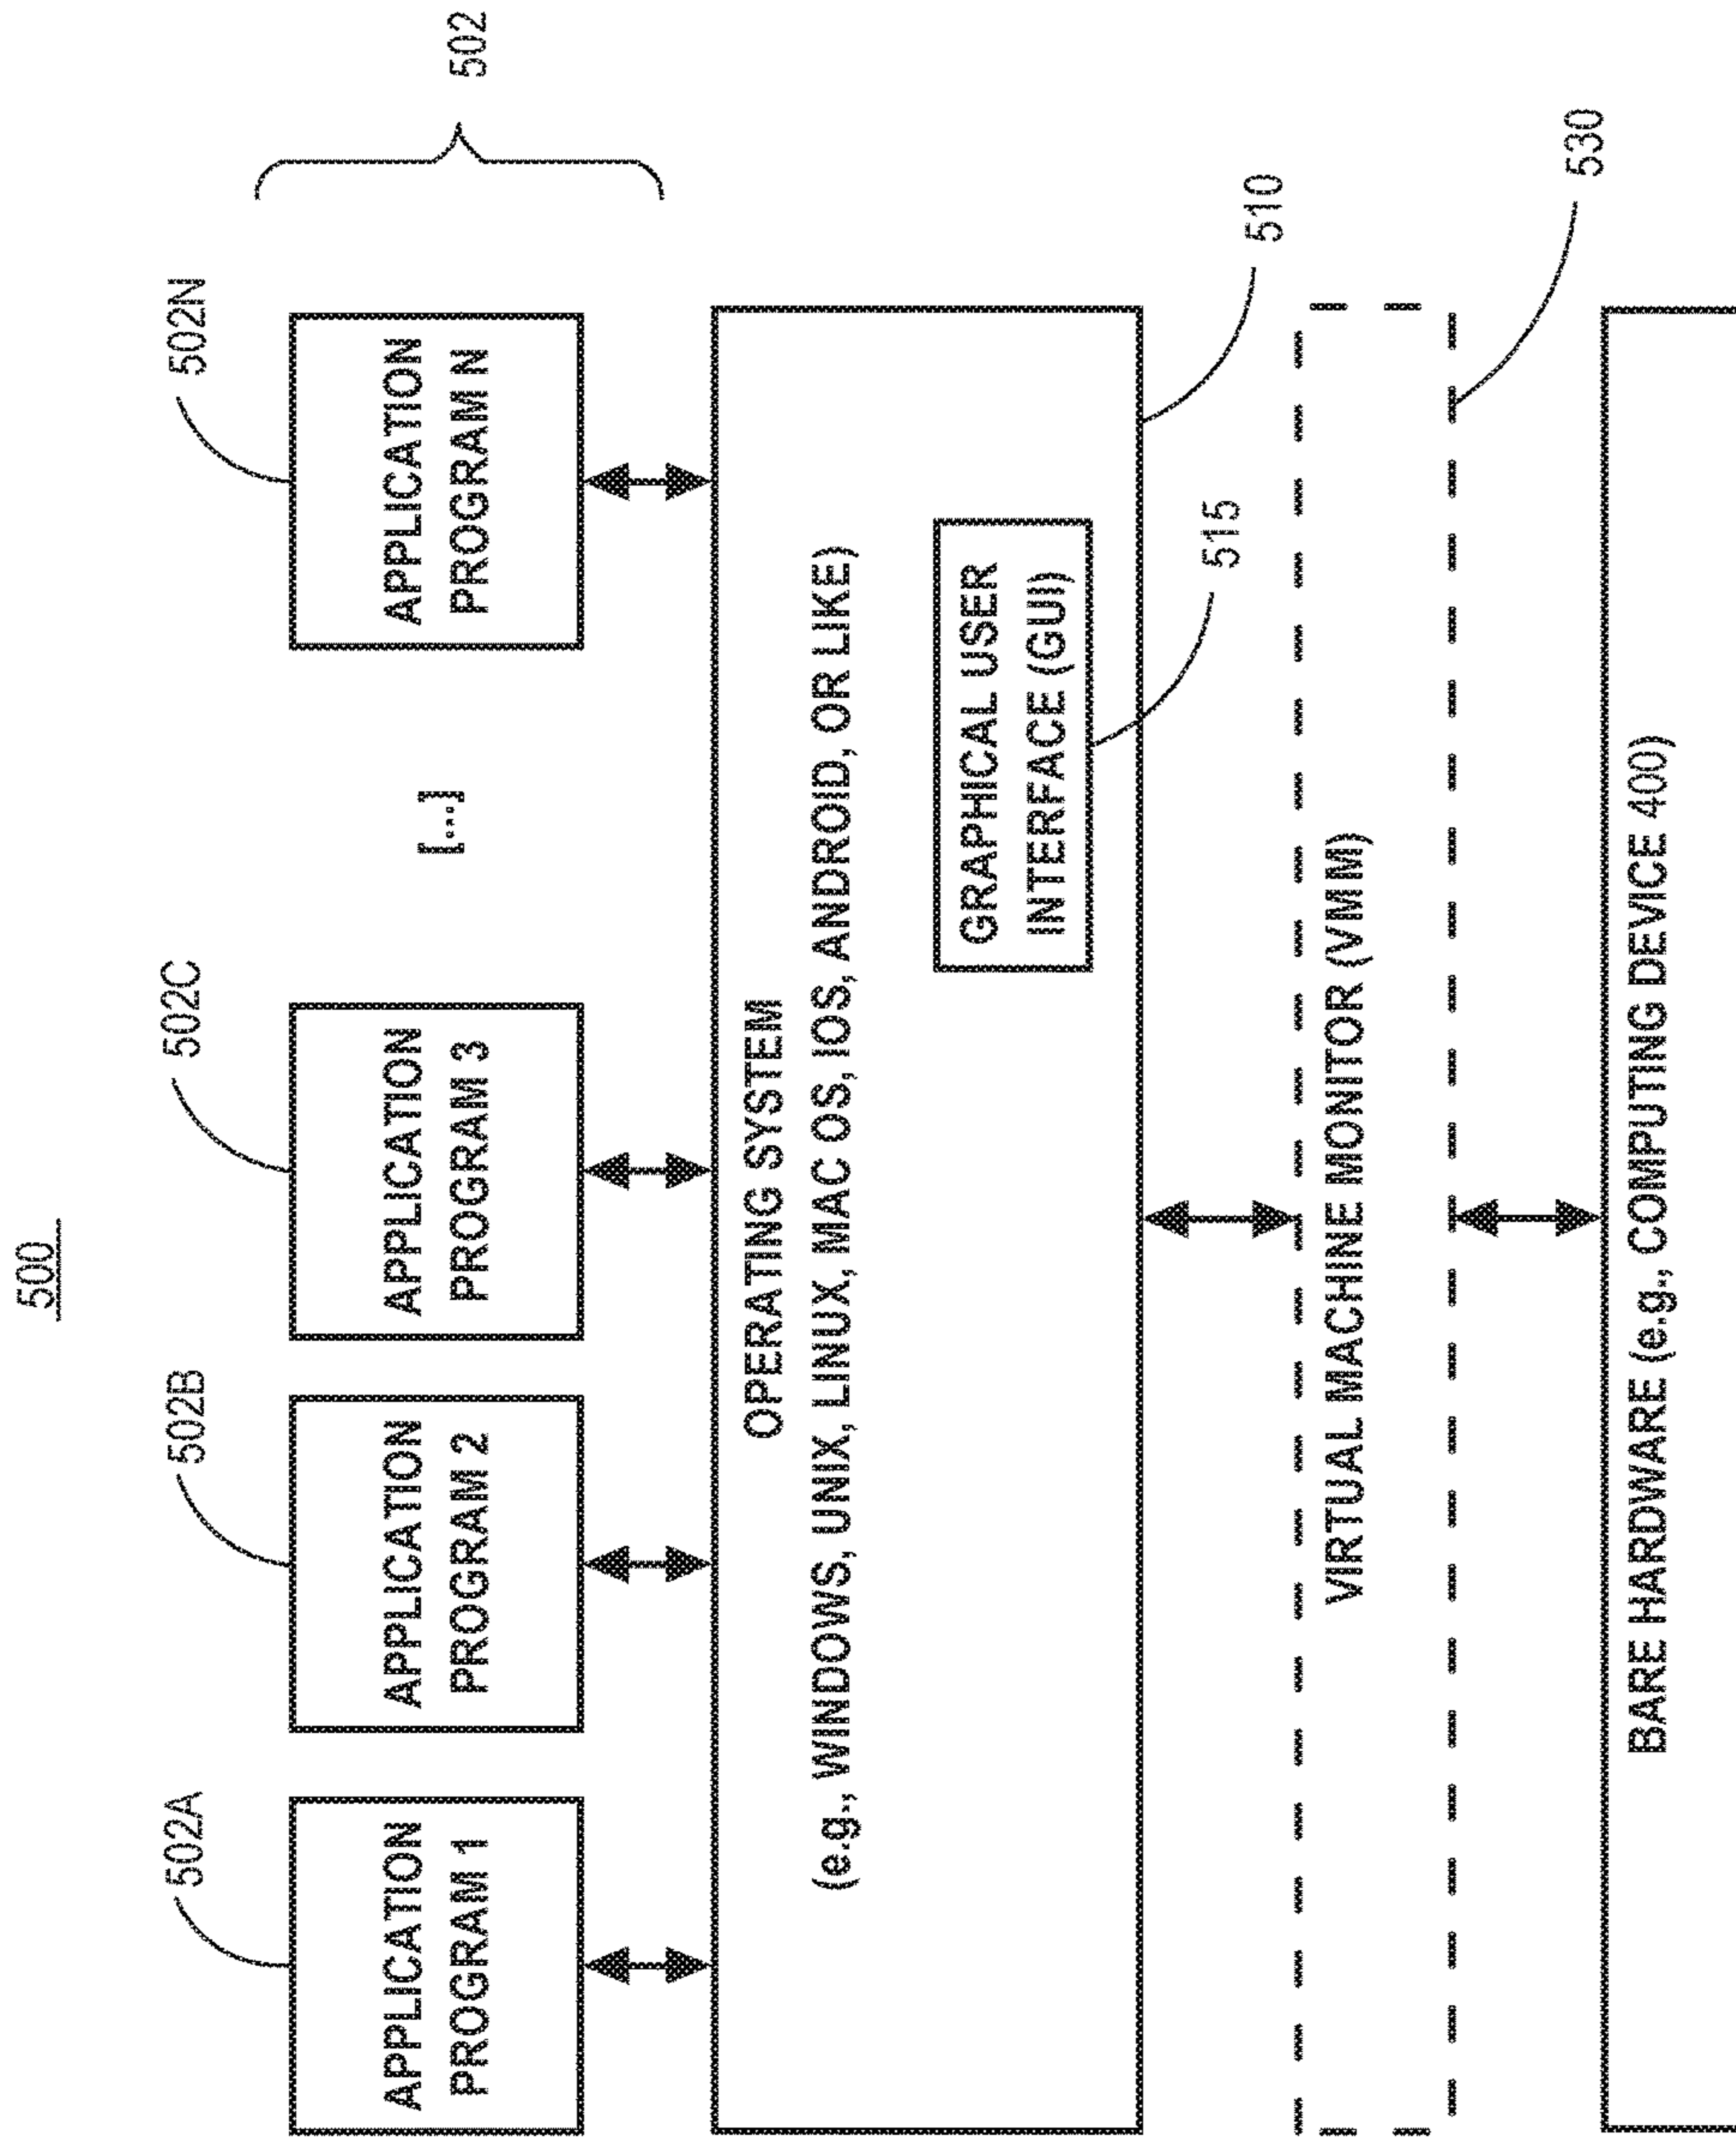 500
502A
502B
502C
502N
APPLICATION
PROGRAM 1
APPLICATION
PROGRAM 2
APPLICATION
PROGRAM 3
[...]
APPLICATION
PROGRAM N
502
OPERATING SYSTEM
(e.g., WINDOWS, UNIX, LINUX, MAC OS, IOS, ANDROID, OR LIKE)
GRAPHICAL USER
INTERFACE (GUI)
510
515
VIRTUAL MACHINE MONITOR (VMM)
530
BARE HARDWARE (e.g., COMPUTING DEVICE 400)